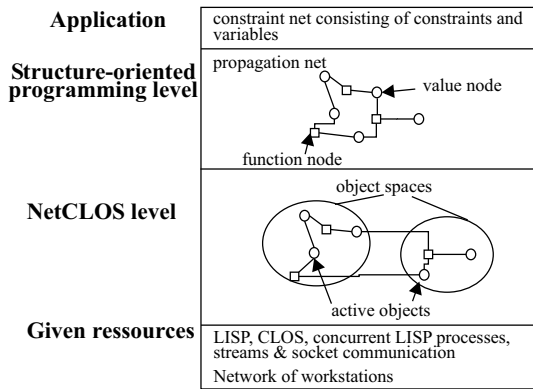 Application
constraint net consisting of constraints and
variables
Structure-oriented
programming level
propagation net
value node
function node
NetCLOS level
object spaces
active objects
Given ressources
LISP, CLOS, concurrent LISP processes,
streams & socket communication
Network of workstations